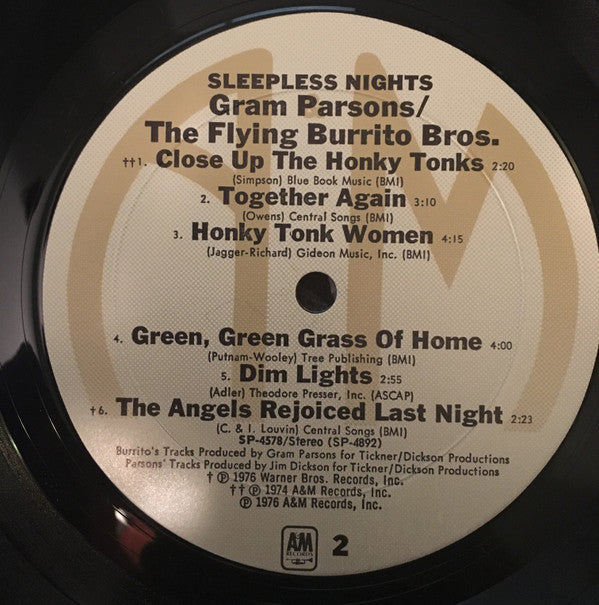 SLEEPLESS NIGHTS
Gram Parsons/
The Flying Burrito Bros.
††1. Close Up The Honky Tonks 2:20
(Simpson) Blue Book Music (BMI)
2. Together Again 3:10
(Owens) Central Songs (BMI)
3. Honky Tonk Women 4:15
(Jagger-Richard) Gideon Music, Inc. (BMI)
4. Green, Green Grass Of Home 4:00
(Putnam-Wooley) Tree Publishing (BMI)
5. Dim Lights 2:55
(Adler) Theodore Presser, Inc. (ASCAP)
†6. The Angels Rejoiced Last Night 2:23
(C. & I. Louvin) Central Songs (BMI)
SP-4578/Stereo (SP-4892)
Burrito's Tracks Produced by Gram Parsons for Tickner/Dickson Productions
Parsons' Tracks Produced by Jim Dickson for Tickner/Dickson Productions
† ℗ 1976 Warner Bros. Records, Inc.
†† ℗ 1974 A&M Records, Inc.
℗ 1976 A&M Records, Inc.
A&M
RECORDS
2